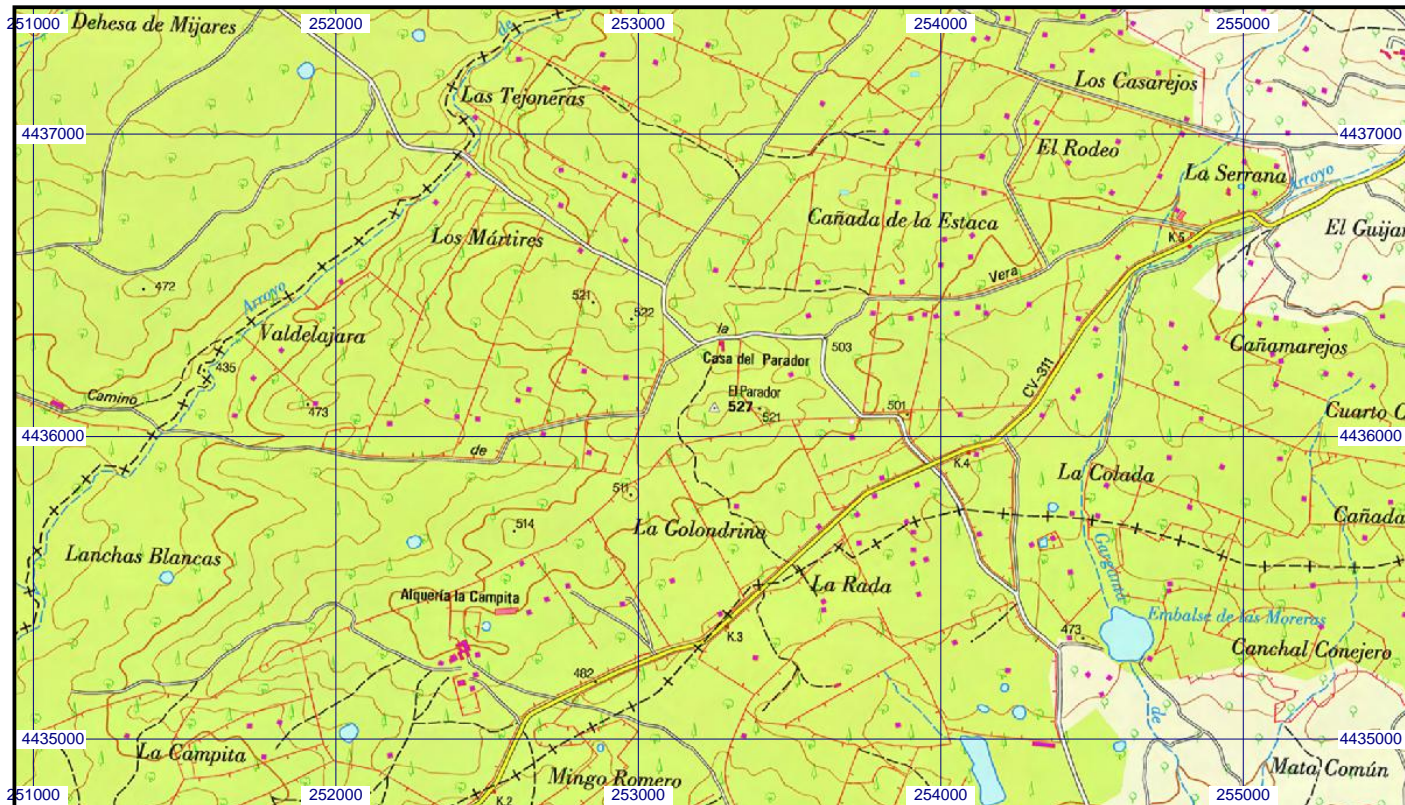 251000
252000
253000
254000
255000
Dehesa de Mijares
de
Los Casarejos
Las Tejoneras
4437000
4437000
El Rodeo
La Serrana
Arroyo
Cañada de la Estaca
El Guijar
Los Mártires
K.5
Vera
472
Arroyo
521
522
la
Valdelajara
503
Cañamarejos
435
Casa del Parador
CV-311
El Parador
Camino
473
527
521
501
Cuarto C
4436000
4436000
de
K.4
La Colada
511
Cañada
514
La Golondrina
Lanchas Blancas
Garganta
La Rada
Alquería la Campita
Embalse de las Moreras
K.3
473
Canchal Conejero
482
de
4435000
4435000
La Campita
Mingo Romero
Mata Común
K.2
251000
252000
253000
254000
255000